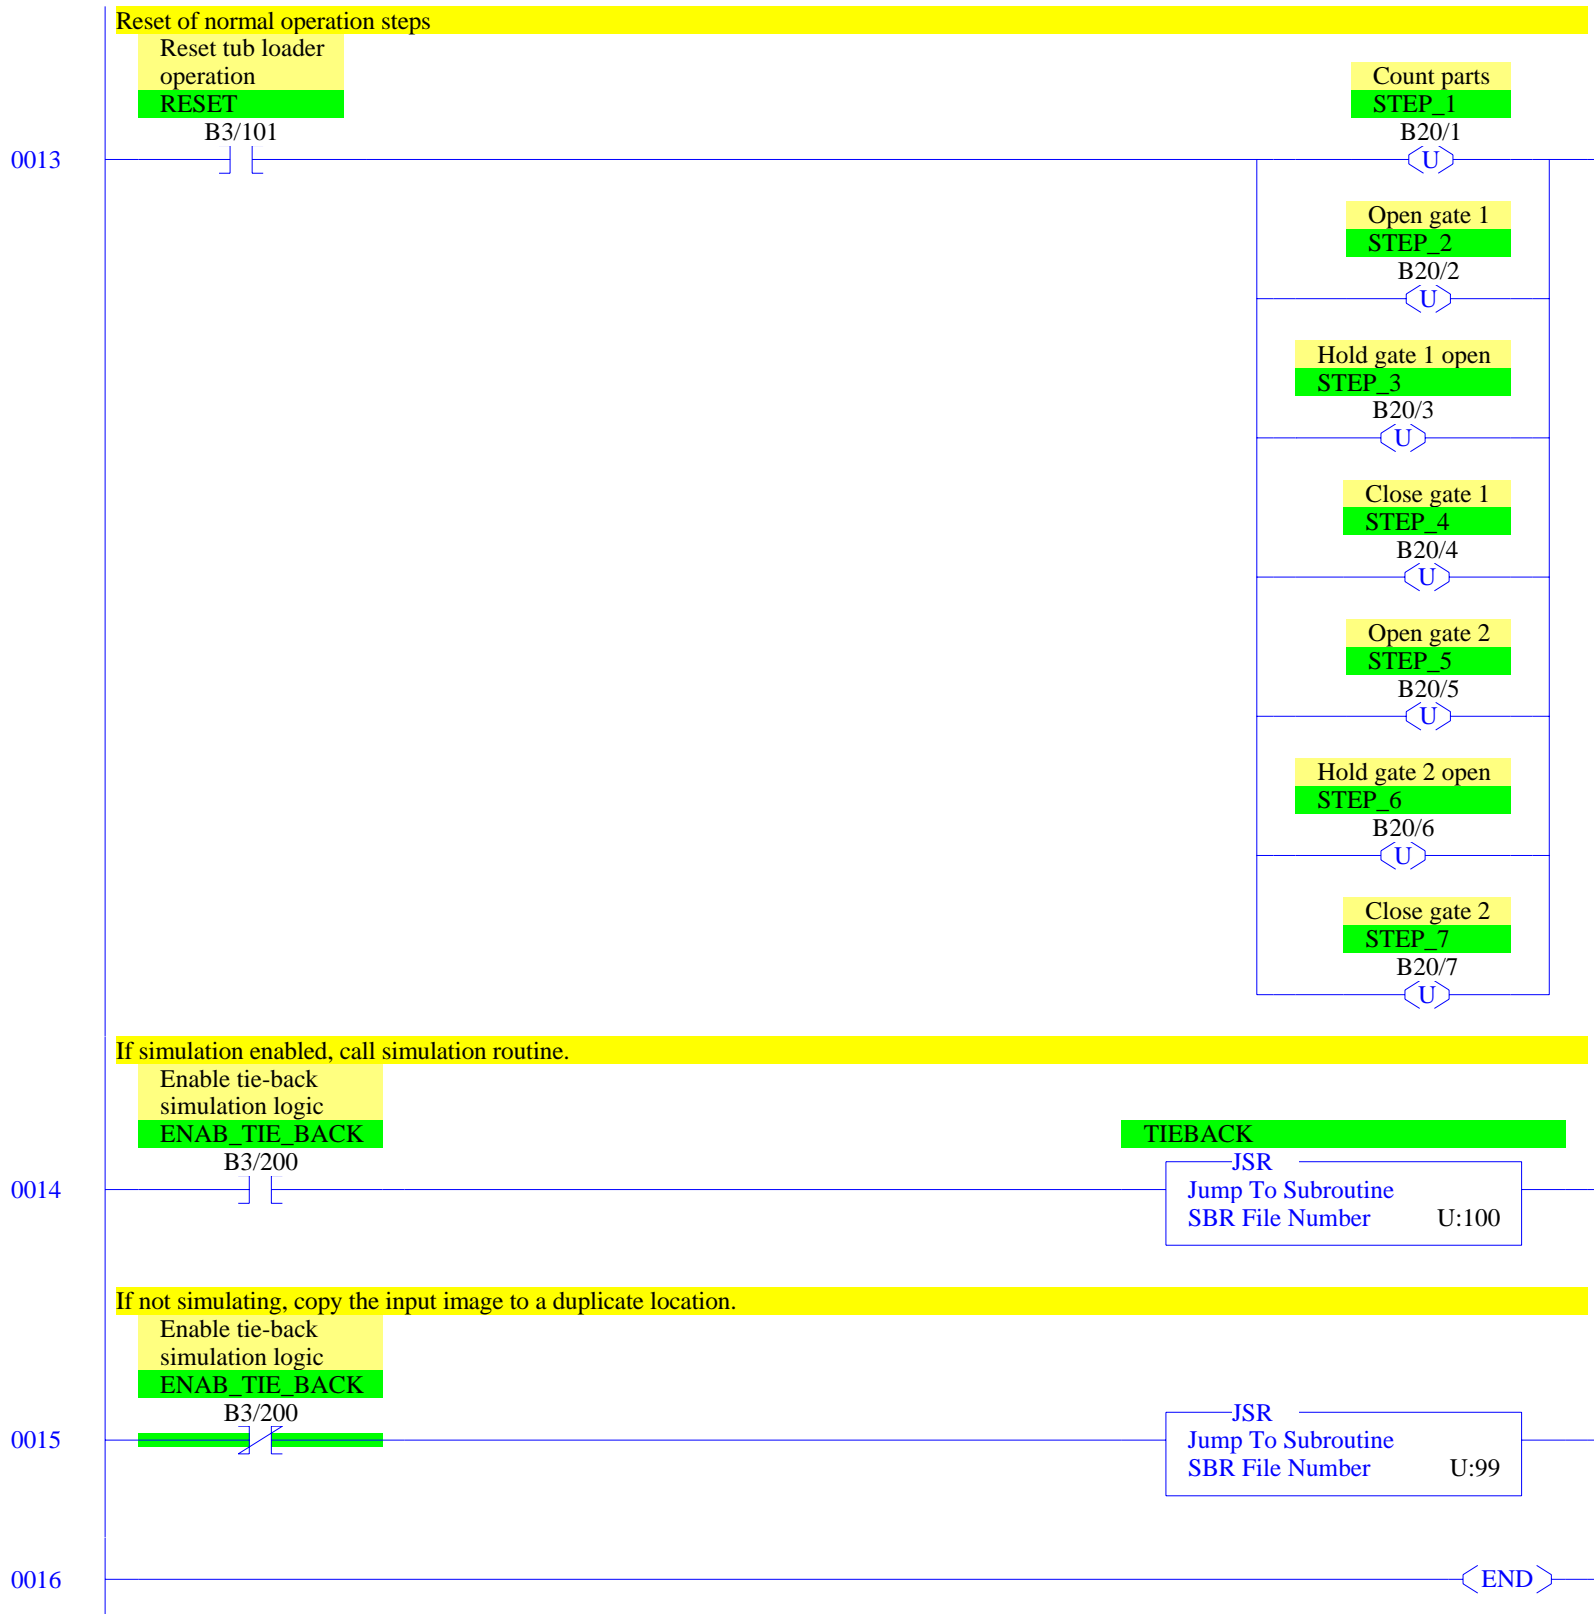 Reset of normal operation steps
Reset tub loader
operation
RESET
B3/101
0013
Count parts
STEP_1
B20/1
U
Open gate 1
STEP_2
B20/2
U
Hold gate 1 open
STEP_3
B20/3
U
Close gate 1
STEP_4
B20/4
U
Open gate 2
STEP_5
B20/5
U
Hold gate 2 open
STEP_6
B20/6
U
Close gate 2
STEP_7
B20/7
U
If simulation enabled, call simulation routine.
Enable tie-back
simulation logic
ENAB_TIE_BACK
B3/200
0014
TIEBACK
JSR
Jump To Subroutine
SBR File Number U:100
If not simulating, copy the input image to a duplicate location.
Enable tie-back
simulation logic
ENAB_TIE_BACK
B3/200
0015
JSR
Jump To Subroutine
SBR File Number U:99
0016
END